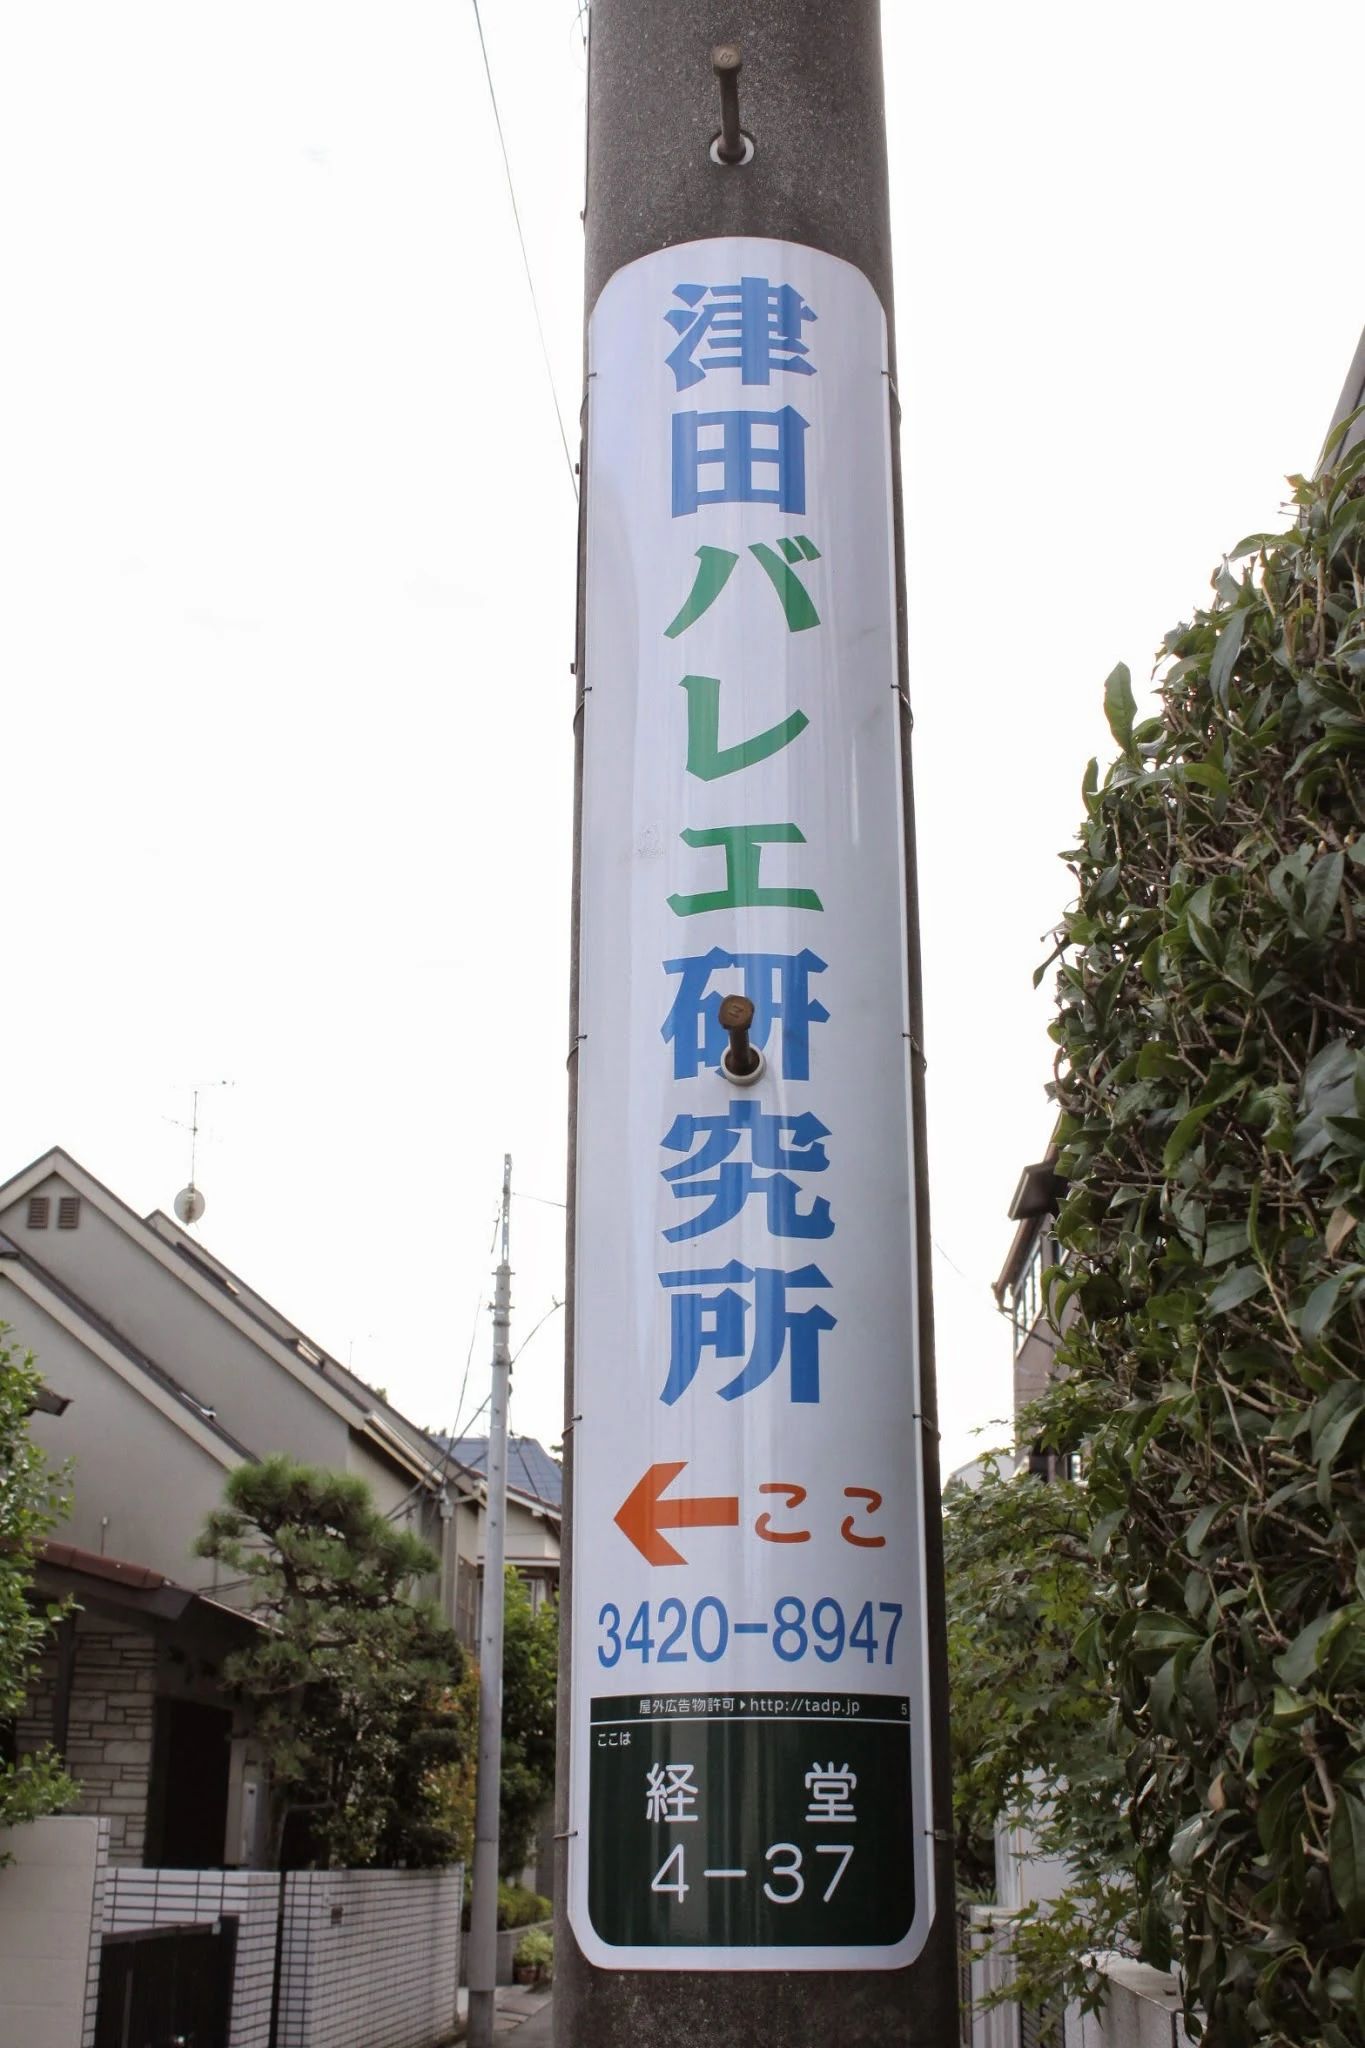 津田バレエ研究所
←ここ
3420-8947
屋外広告物許可▶http://tadp.jp 5
ここは
経堂
4-37